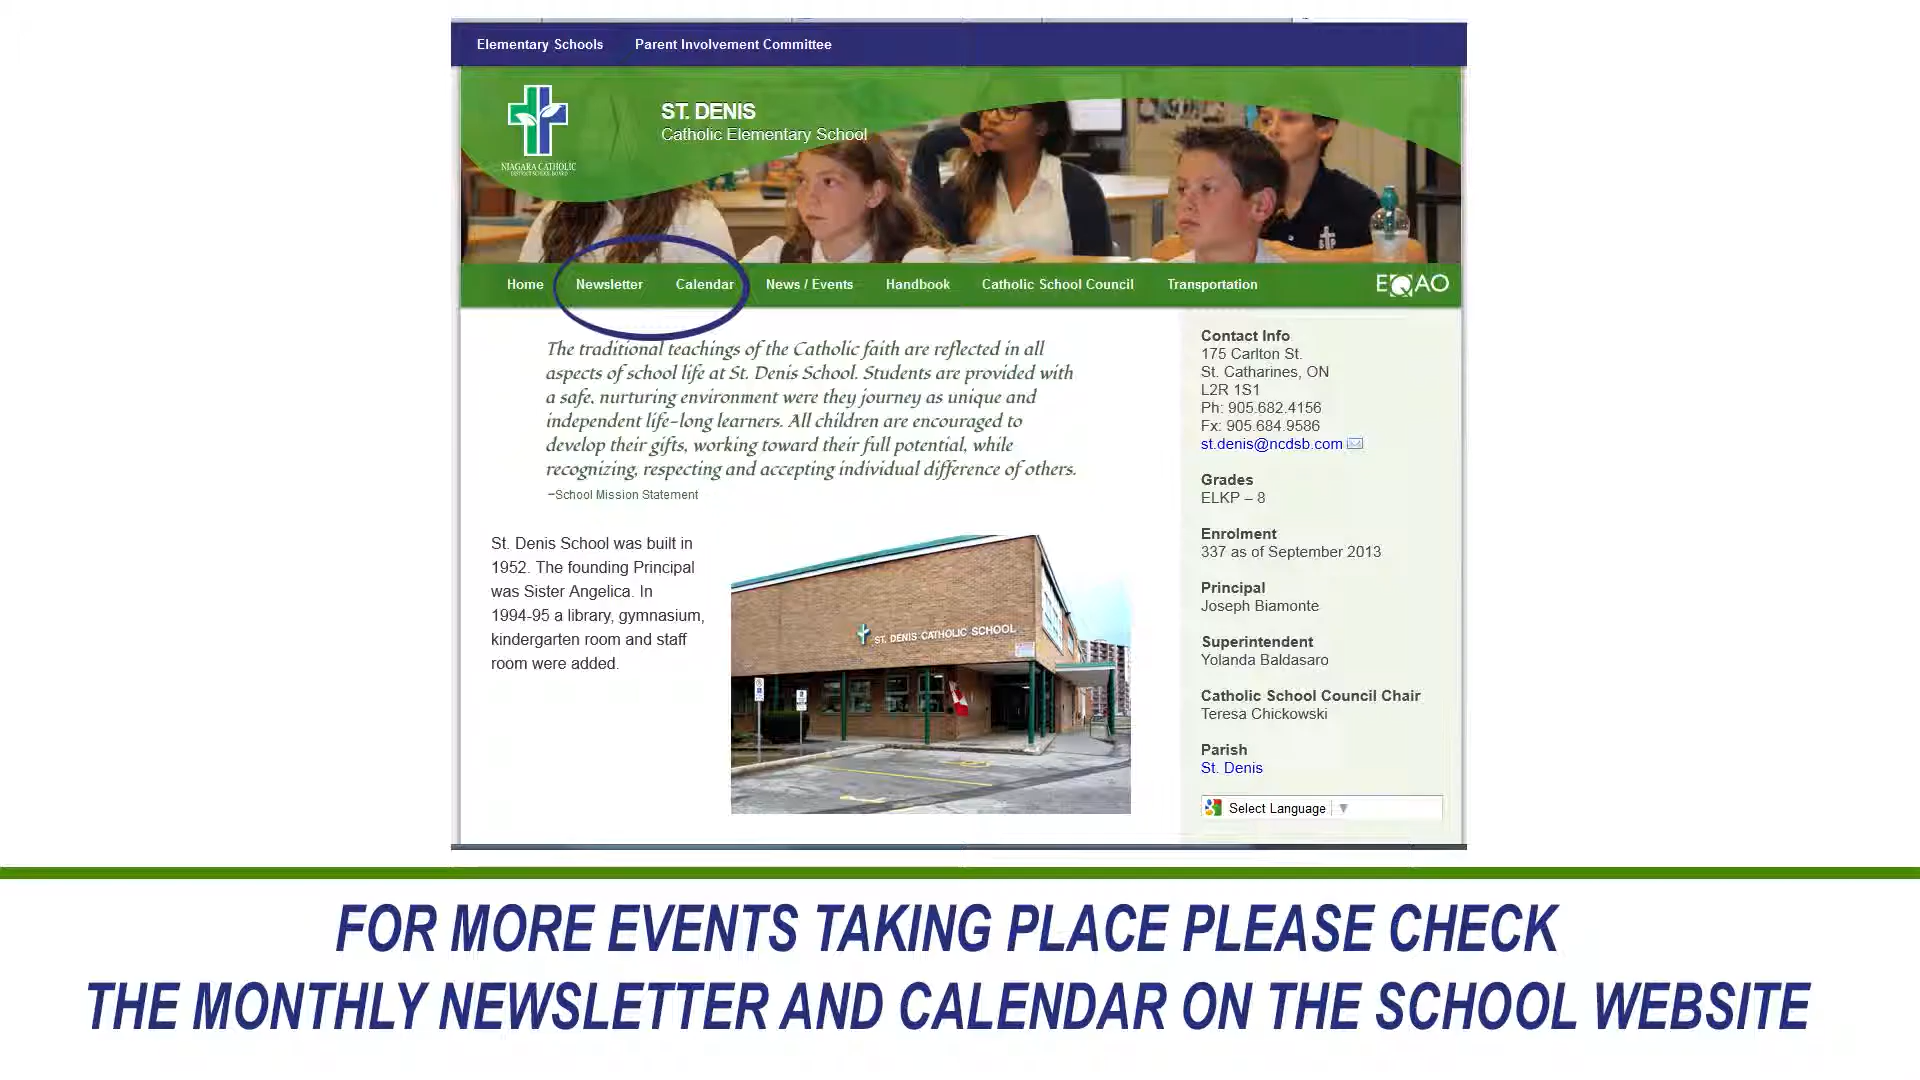 Elementary Schools Parent Involvement Committee
ST. DENIS
Catholic Elementary School
NIAGARA CATHOLIC
DISTRICT SCHOOL BOARD
Home Newsletter Calendar News / Events Handbook Catholic School Council Transportation EQAO
The traditional teachings of the Catholic faith are reflected in all
aspects of school life at St. Denis School. Students are provided with
a safe, nurturing environment were they journey as unique and
independent life-long learners. All children are encouraged to
develop their gifts, working toward their full potential, while
recognizing, respecting and accepting individual difference of others.
–School Mission Statement
St. Denis School was built in
1952. The founding Principal
was Sister Angelica. In
1994-95 a library, gymnasium,
kindergarten room and staff
room were added.
ST. DENIS CATHOLIC SCHOOL
Contact Info
175 Carlton St.
St. Catharines, ON
L2R 1S1
Ph: 905.682.4156
Fx: 905.684.9586
st.denis@ncdsb.com
Grades
ELKP – 8
Enrolment
337 as of September 2013
Principal
Joseph Biamonte
Superintendent
Yolanda Baldasaro
Catholic School Council Chair
Teresa Chickowski
Parish
St. Denis
Select Language
FOR MORE EVENTS TAKING PLACE PLEASE CHECK
THE MONTHLY NEWSLETTER AND CALENDAR ON THE SCHOOL WEBSITE